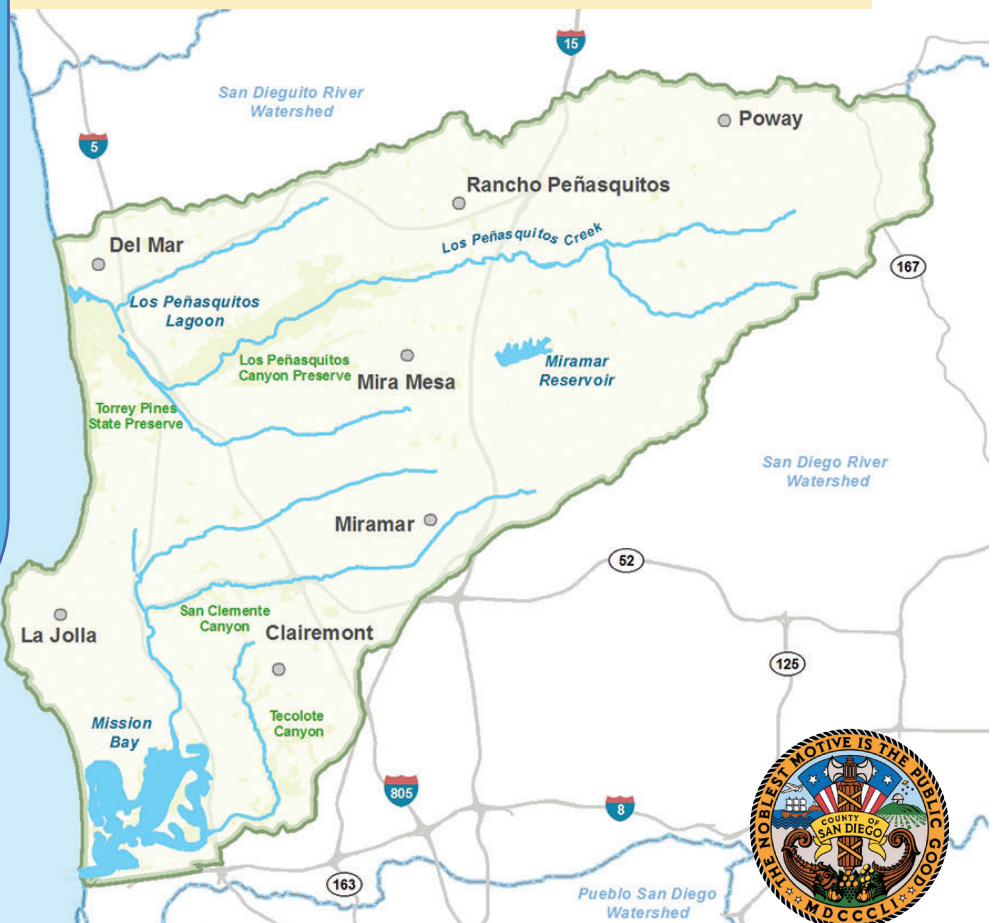 15
San Dieguito River
Watershed
Poway
5
Rancho Peñasquitos
Los Peñasquitos Creek
Del Mar
167
Los Peñasquitos
Lagoon
Los Peñasquitos
Canyon Preserve
Mira Mesa
Miramar
Reservoir
Torrey Pines
State Preserve
San Diego River
Watershed
Miramar
52
San Clemente
Canyon
La Jolla
Clairemont
125
Mission
Bay
Tecolote
Canyon
805
8
163
Pueblo San Diego
Watershed
THE NOBLEST MOTIVE IS THE PUBLIC GOOD
COUNTY OF
SAN DIEGO
MDCCCLI